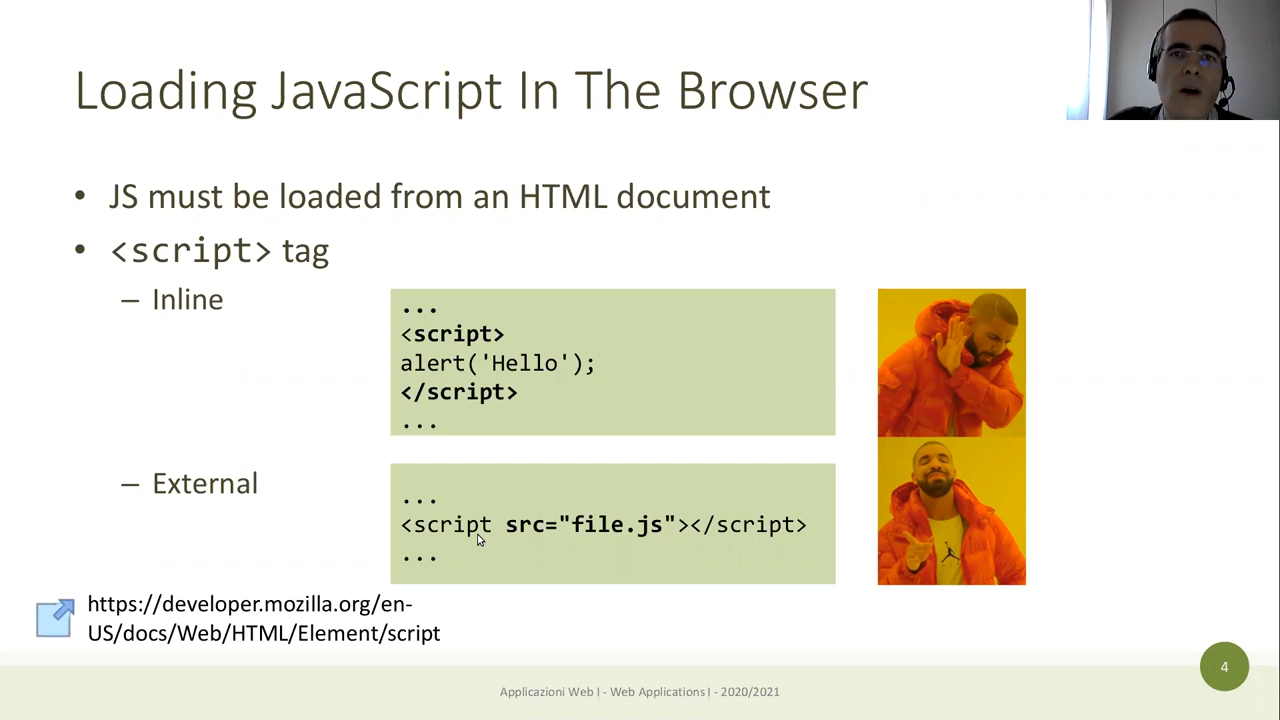 Loading JavaScript In The Browser
• JS must be loaded from an HTML document
• <script> tag
– Inline
...
<script>
alert('Hello');
</script>
...
– External
...
<script src="file.js"></script>
...
https://developer.mozilla.org/en-
US/docs/Web/HTML/Element/script
Applicazioni Web I - Web Applications I - 2020/2021
4